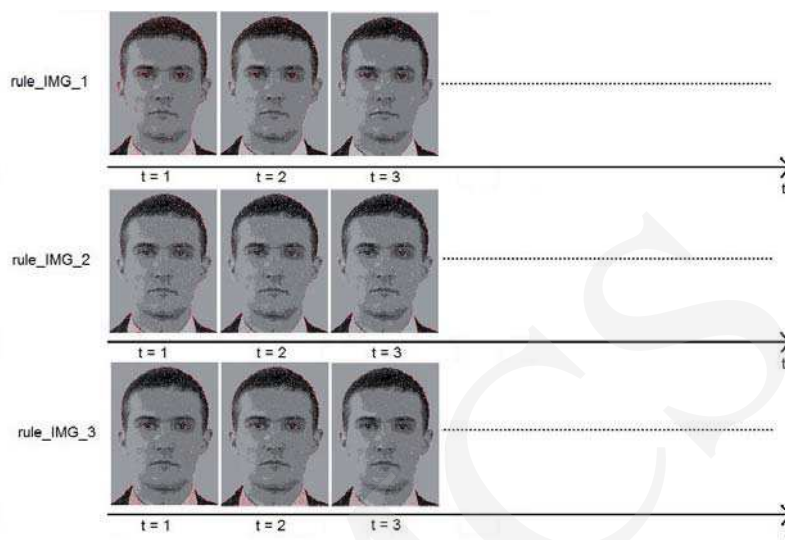 rule_IMG_1
t = 1 t = 2 t = 3
t
rule_IMG_2
t = 1 t = 2 t = 3
t
rule_IMG_3
t = 1 t = 2 t = 3
t